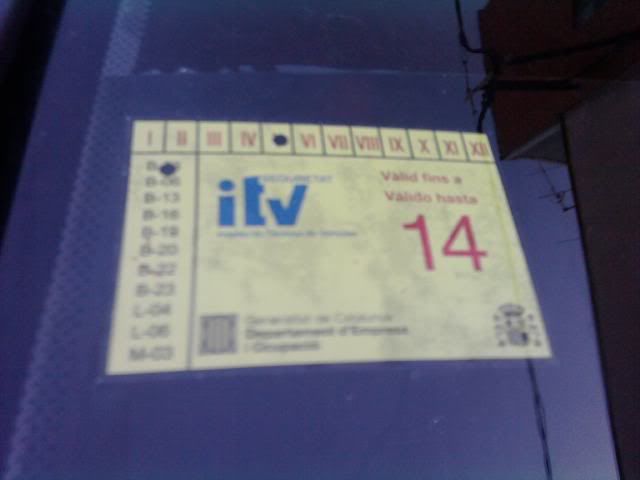 I II III IV VI VII VIII IX X XI XII
B-06
B-13
B-16
B-19
B-20
B-22
B-23
L-04
L-06
M-03
SEGURETAT
itv
Vàlid fins a
Válido hasta
14
Generalitat de Catalunya
Departament d'Empresa
i Ocupació